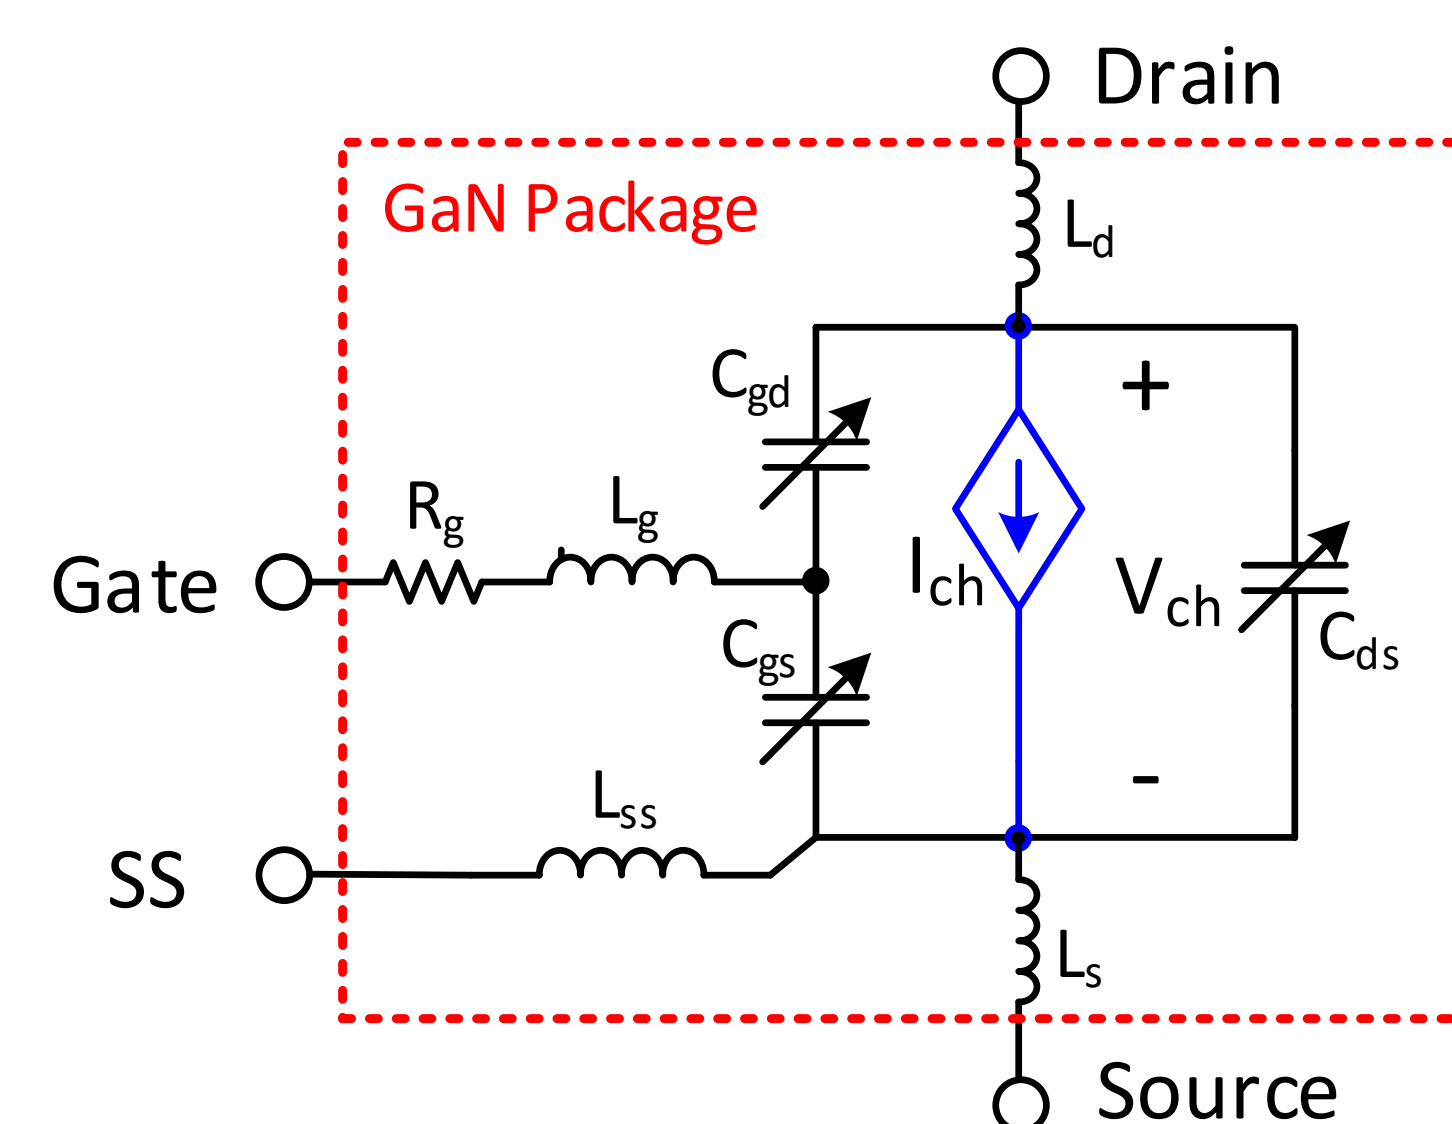 Drain
GaN Package
Ld
Cgd
+
Rg
Lg
Gate
Ich
Vch
Cgs
Cds
Lss
-
SS
Ls
Source